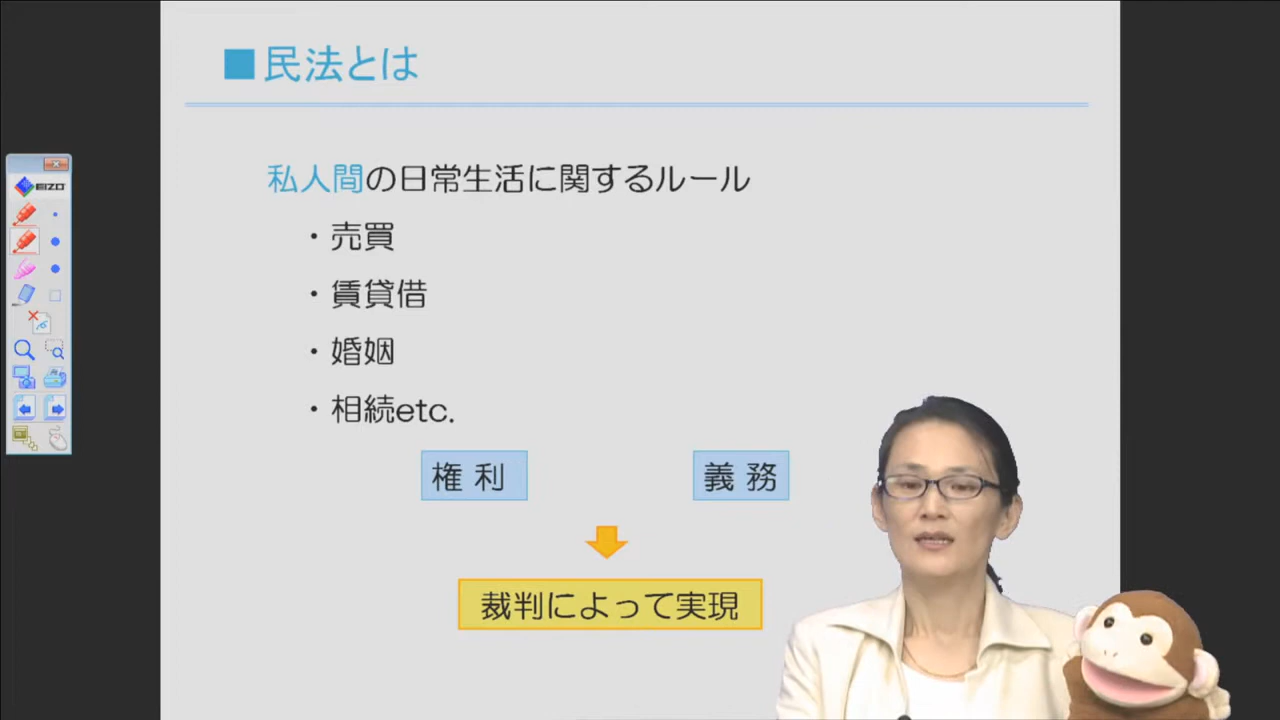 ■民法とは
私人間の日常生活に関するルール
・売買
・賃貸借
・婚姻
・相続etc.
権利
義務
裁判によって実現
EIZO